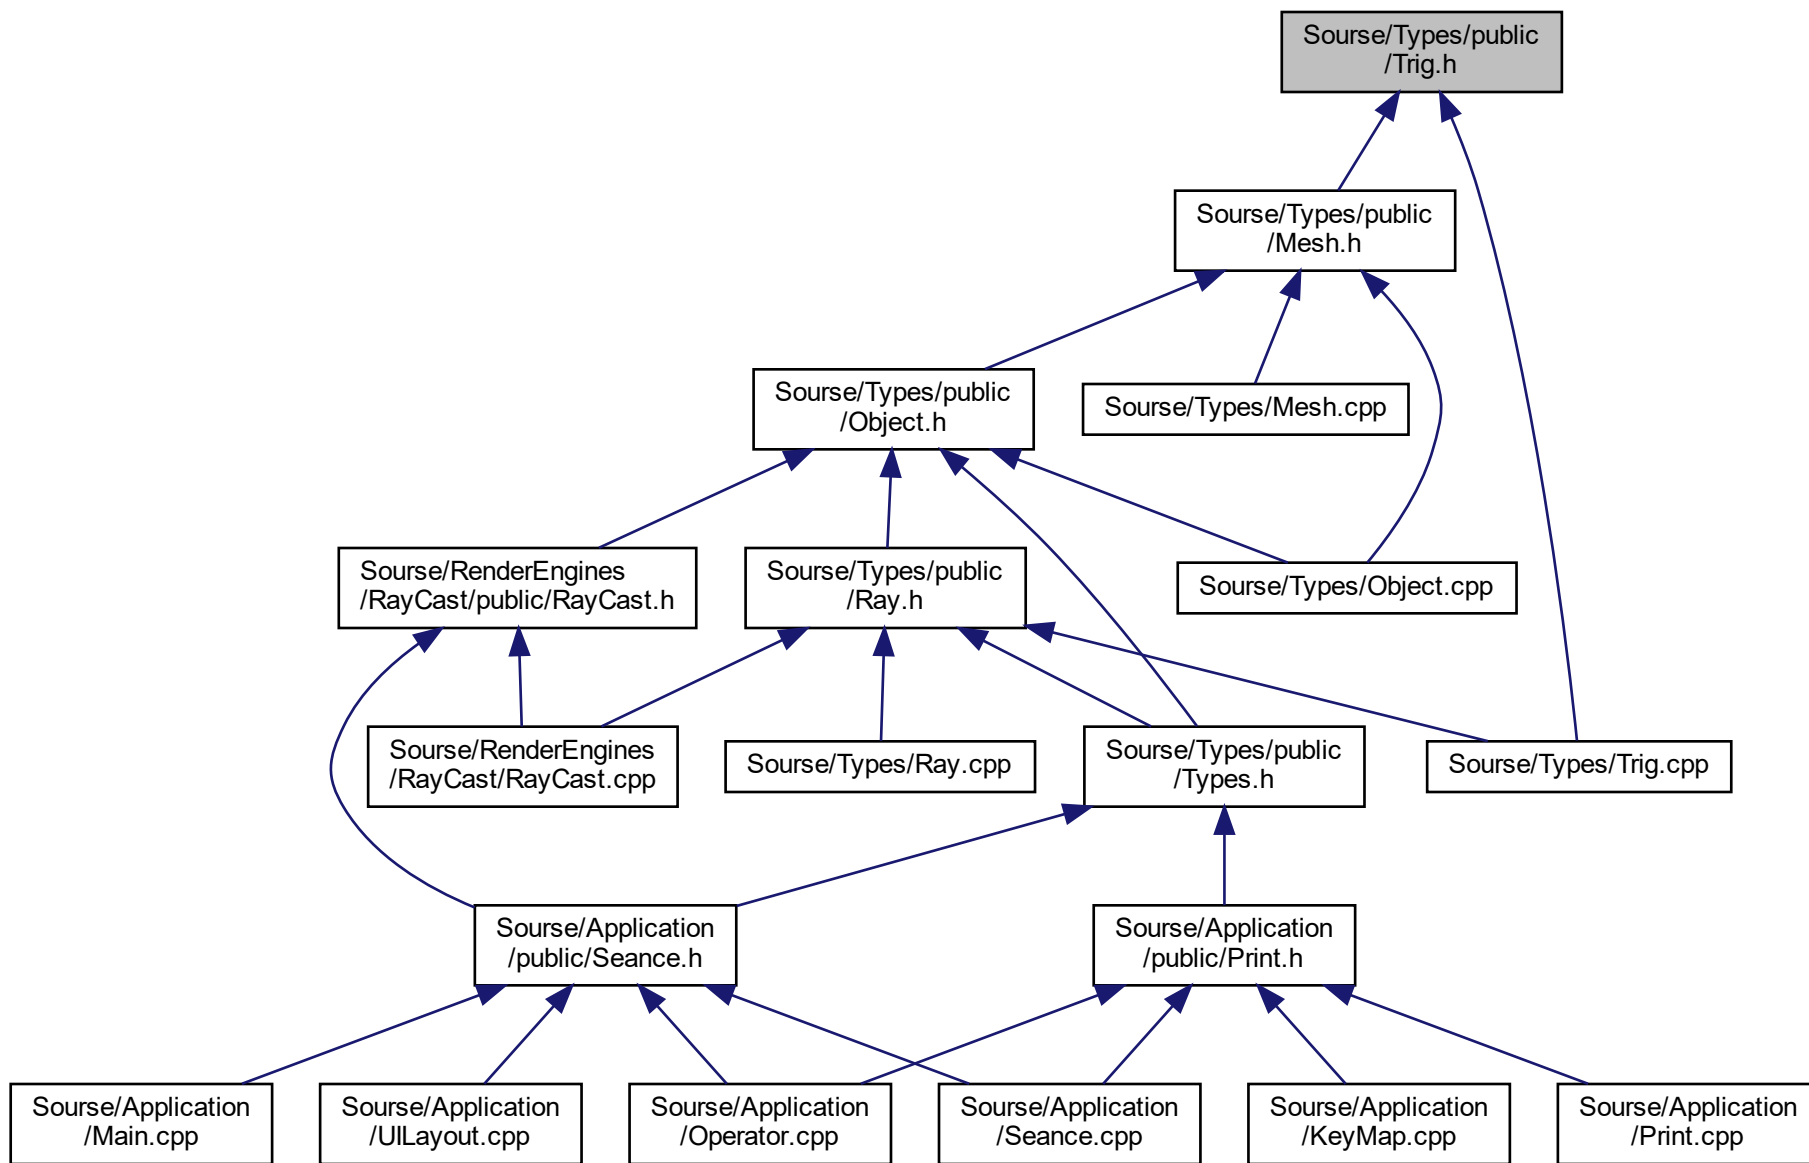 Sourse/Types/public
/Trig.h
Sourse/Types/public
/Mesh.h
Sourse/Types/public
/Object.h
Sourse/Types/Mesh.cpp
Sourse/RenderEngines
/RayCast/public/RayCast.h
Sourse/Types/public
/Ray.h
Sourse/Types/Object.cpp
Sourse/RenderEngines
/RayCast/RayCast.cpp
Sourse/Types/Ray.cpp
Sourse/Types/public
/Types.h
Sourse/Types/Trig.cpp
Sourse/Application
/public/Seance.h
Sourse/Application
/public/Print.h
Sourse/Application
/Main.cpp
Sourse/Application
/UILayout.cpp
Sourse/Application
/Operator.cpp
Sourse/Application
/Seance.cpp
Sourse/Application
/KeyMap.cpp
Sourse/Application
/Print.cpp